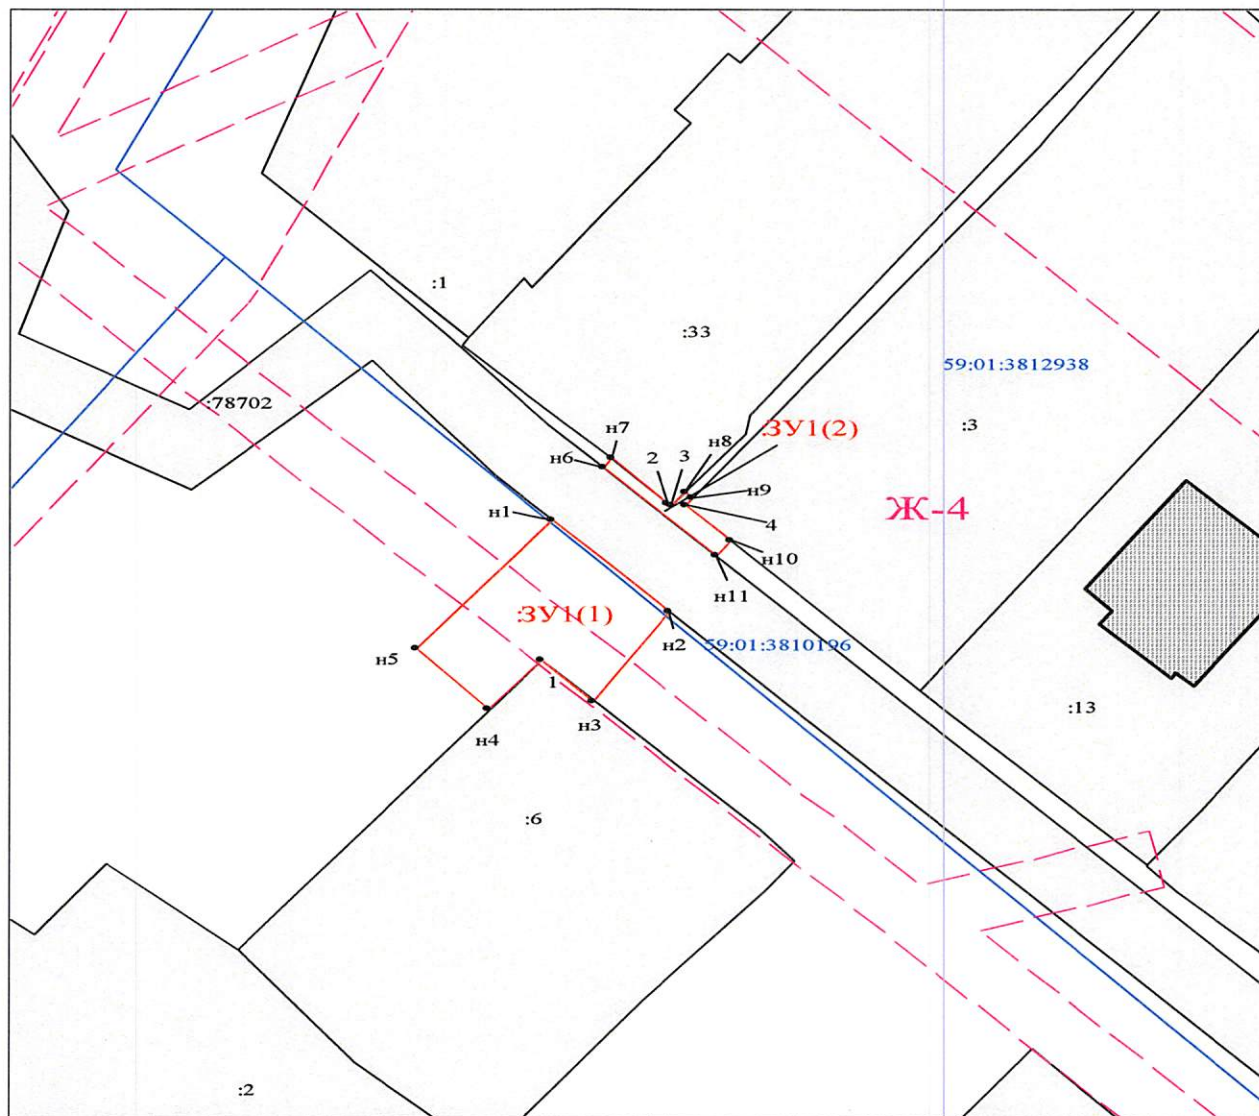 :1
:33
59:01:3812938
:78702
:3
:ЗУ1(2)
н7
н8
н6
2
3
н9
Ж-4
н1
4
н10
н11
:ЗУ1(1)
н2
59:01:3810196
н5
1
н3
:13
н4
:6
:2